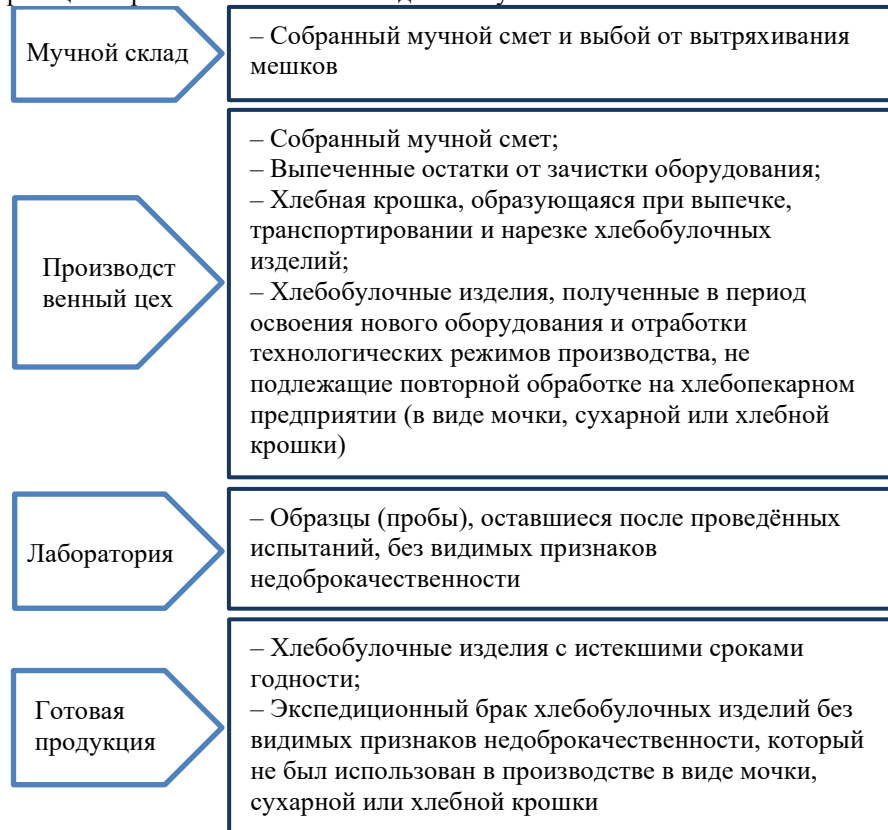 Мучной склад
– Собранный мучной смет и выбой от вытряхивания
мешков
Производст
венный цех
– Собранный мучной смет;
– Выпеченные остатки от зачистки оборудования;
– Хлебная крошка, образующаяся при выпечке,
транспортировании и нарезке хлебобулочных
изделий;
– Хлебобулочные изделия, полученные в период
освоения нового оборудования и отработки
технологических режимов производства, не
подлежащие повторной обработке на хлебопекарном
предприятии (в виде мочки, сухарной или хлебной
крошки)
Лаборатория
– Образцы (пробы), оставшиеся после проведённых
испытаний, без видимых признаков
недоброкачественности
Готовая
продукция
– Хлебобулочные изделия с истекшими сроками
годности;
– Экспедиционный брак хлебобулочных изделий без
видимых признаков недоброкачественности, который
не был использован в производстве в виде мочки,
сухарной или хлебной крошки